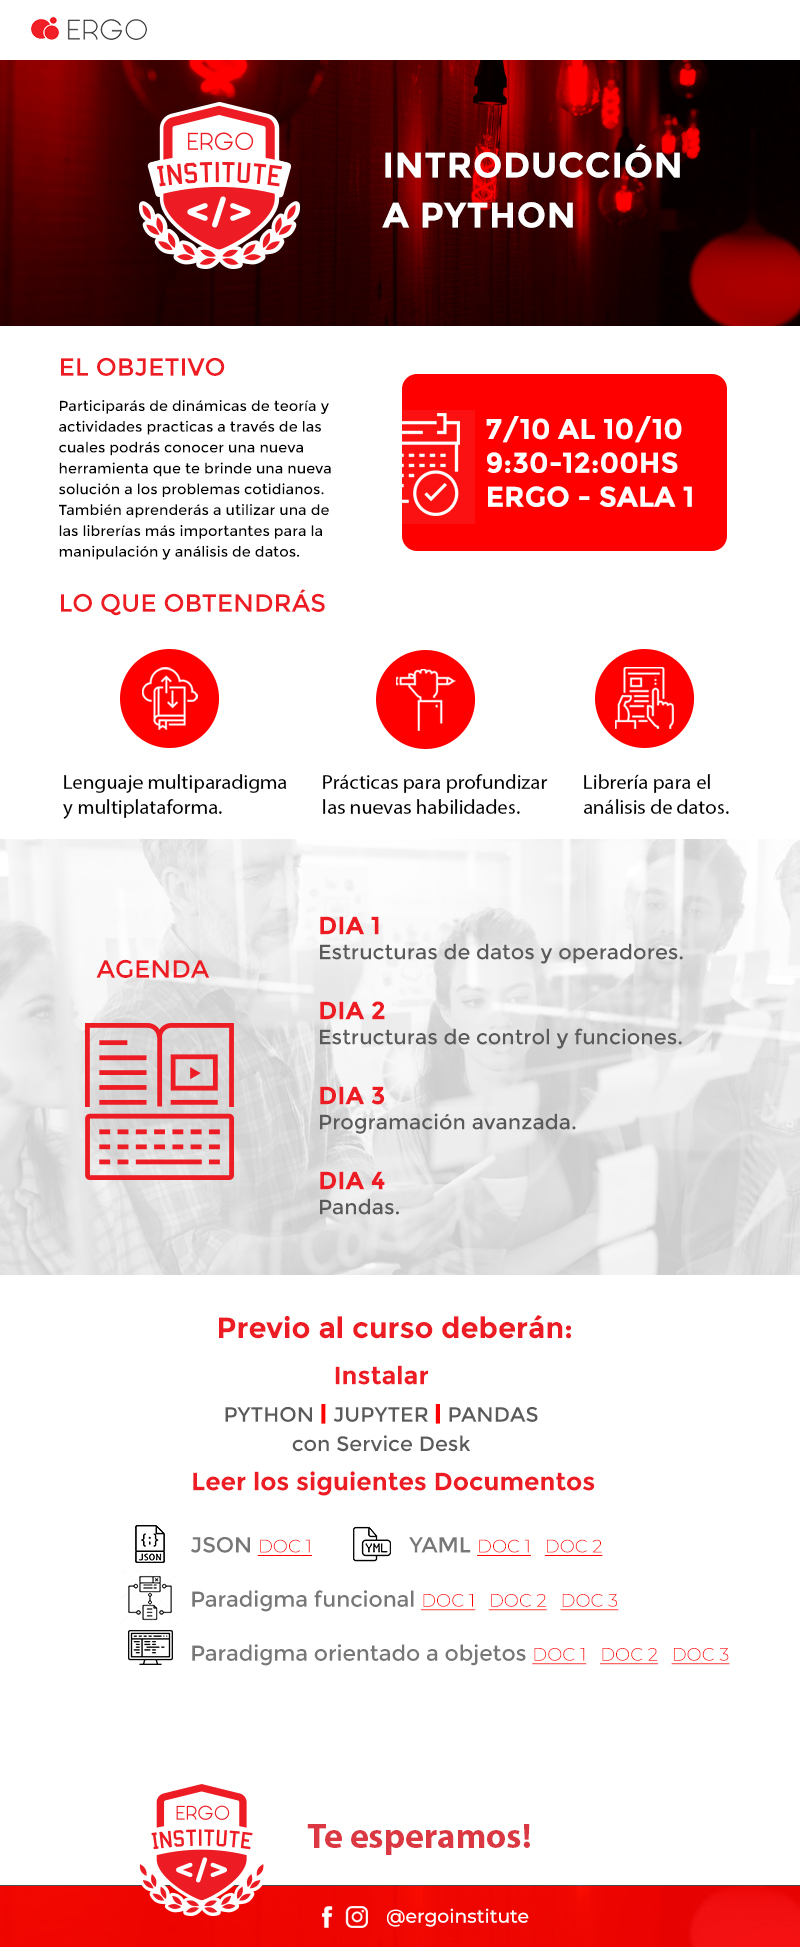 ERGO
ERGO
INSTITUTE
</>
INTRODUCCIÓN
A PYTHON
EL OBJETIVO
Participarás de dinámicas de teoría y
actividades practicas a través de las
cuales podrás conocer una nueva
herramienta que te brinde una nueva
solución a los problemas cotidianos.
También aprenderás a utilizar una de
las librerías más importantes para la
manipulación y análisis de datos.
7/10 AL 10/10
9:30-12:00HS
ERGO - SALA 1
LO QUE OBTENDRÁS
Lenguaje multiparadigma
y multiplataforma.
Prácticas para profundizar
las nuevas habilidades.
Librería para el
análisis de datos.
AGENDA
DIA 1
Estructuras de datos y operadores.
DIA 2
Estructuras de control y funciones.
DIA 3
Programación avanzada.
DIA 4
Pandas.
Previo al curso deberán:
Instalar
PYTHON | JUPYTER | PANDAS
con Service Desk
Leer los siguientes Documentos
{:}
JSON
JSON DOC 1
YML
YAML DOC 1 DOC 2
Paradigma funcional DOC 1 DOC 2 DOC 3
Paradigma orientado a objetos DOC 1 DOC 2 DOC 3
ERGO
INSTITUTE
</>
Te esperamos!
@ergoinstitute